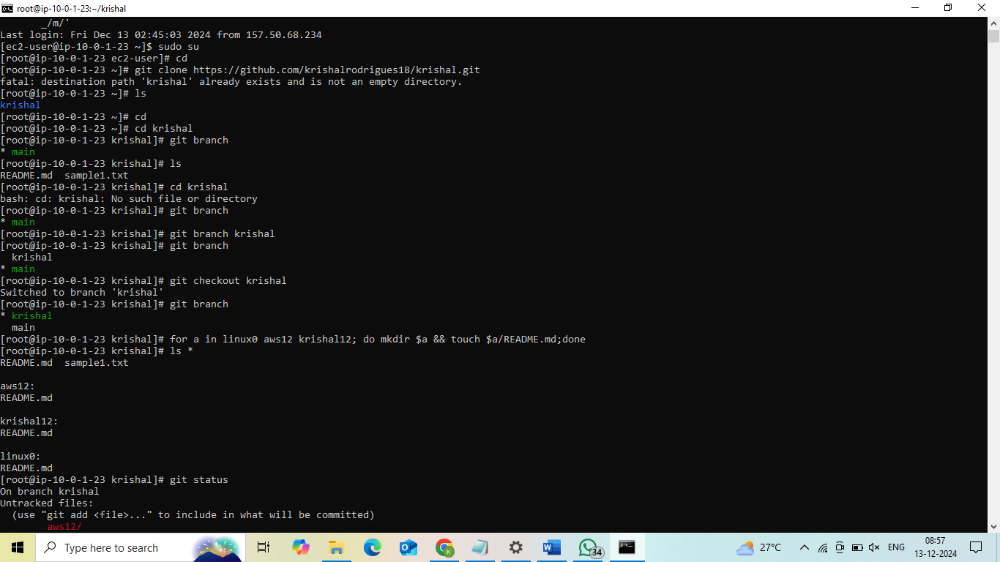 root@ip-10-0-1-23:~/krishal
_/m/'
Last login: Fri Dec 13 02:45:03 2024 from 157.50.68.234
[ec2-user@ip-10-0-1-23 ~]$ sudo su
[root@ip-10-0-1-23 ec2-user]# cd
[root@ip-10-0-1-23 ~]# git clone https://github.com/krishalrodrigues18/krishal.git
fatal: destination path 'krishal' already exists and is not an empty directory.
[root@ip-10-0-1-23 ~]# ls
krishal
[root@ip-10-0-1-23 ~]# cd
[root@ip-10-0-1-23 ~]# cd krishal
[root@ip-10-0-1-23 krishal]# git branch
* main
[root@ip-10-0-1-23 krishal]# ls
README.md  sample1.txt
[root@ip-10-0-1-23 krishal]# cd krishal
bash: cd: krishal: No such file or directory
[root@ip-10-0-1-23 krishal]# git branch
* main
[root@ip-10-0-1-23 krishal]# git branch krishal
[root@ip-10-0-1-23 krishal]# git branch
  krishal
* main
[root@ip-10-0-1-23 krishal]# git checkout krishal
Switched to branch 'krishal'
[root@ip-10-0-1-23 krishal]# git branch
* krishal
  main
[root@ip-10-0-1-23 krishal]# for a in linux0 aws12 krishal12; do mkdir $a && touch $a/README.md;done
[root@ip-10-0-1-23 krishal]# ls *
README.md  sample1.txt

aws12:
README.md

krishal12:
README.md

linux0:
README.md
[root@ip-10-0-1-23 krishal]# git status
On branch krishal
Untracked files:
  (use "git add <file>..." to include in what will be committed)
        aws12/
Type here to search
34
27°C
ENG
08:57
13-12-2024